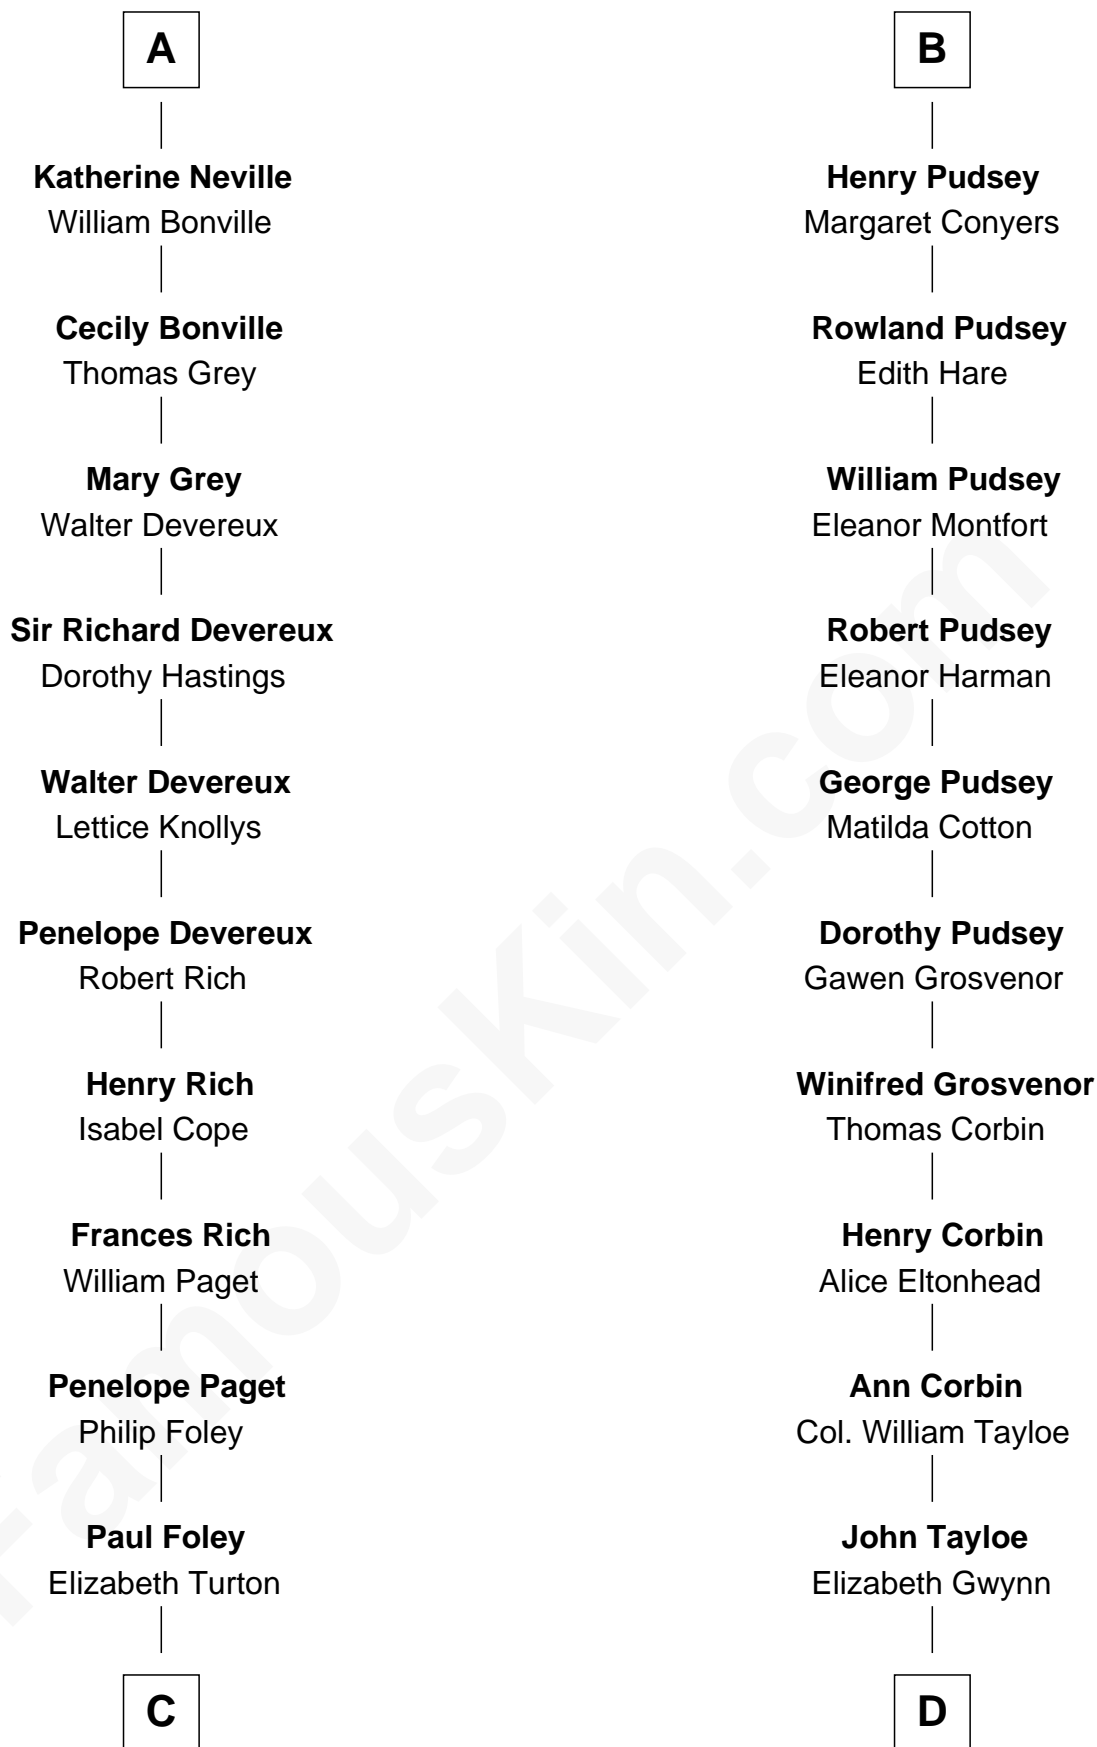 A
Katherine Neville
William Bonville
Cecily Bonville
Thomas Grey
Mary Grey
Walter Devereux
Sir Richard Devereux
Dorothy Hastings
Walter Devereux
Lettice Knollys
Penelope Devereux
Robert Rich
Henry Rich
Isabel Cope
Frances Rich
William Paget
Penelope Paget
Philip Foley
Paul Foley
Elizabeth Turton
C
B
Henry Pudsey
Margaret Conyers
Rowland Pudsey
Edith Hare
William Pudsey
Eleanor Montfort
Robert Pudsey
Eleanor Harman
George Pudsey
Matilda Cotton
Dorothy Pudsey
Gawen Grosvenor
Winifred Grosvenor
Thomas Corbin
Henry Corbin
Alice Eltonhead
Ann Corbin
Col. William Tayloe
John Tayloe
Elizabeth Gwynn
D
FamousKin.com